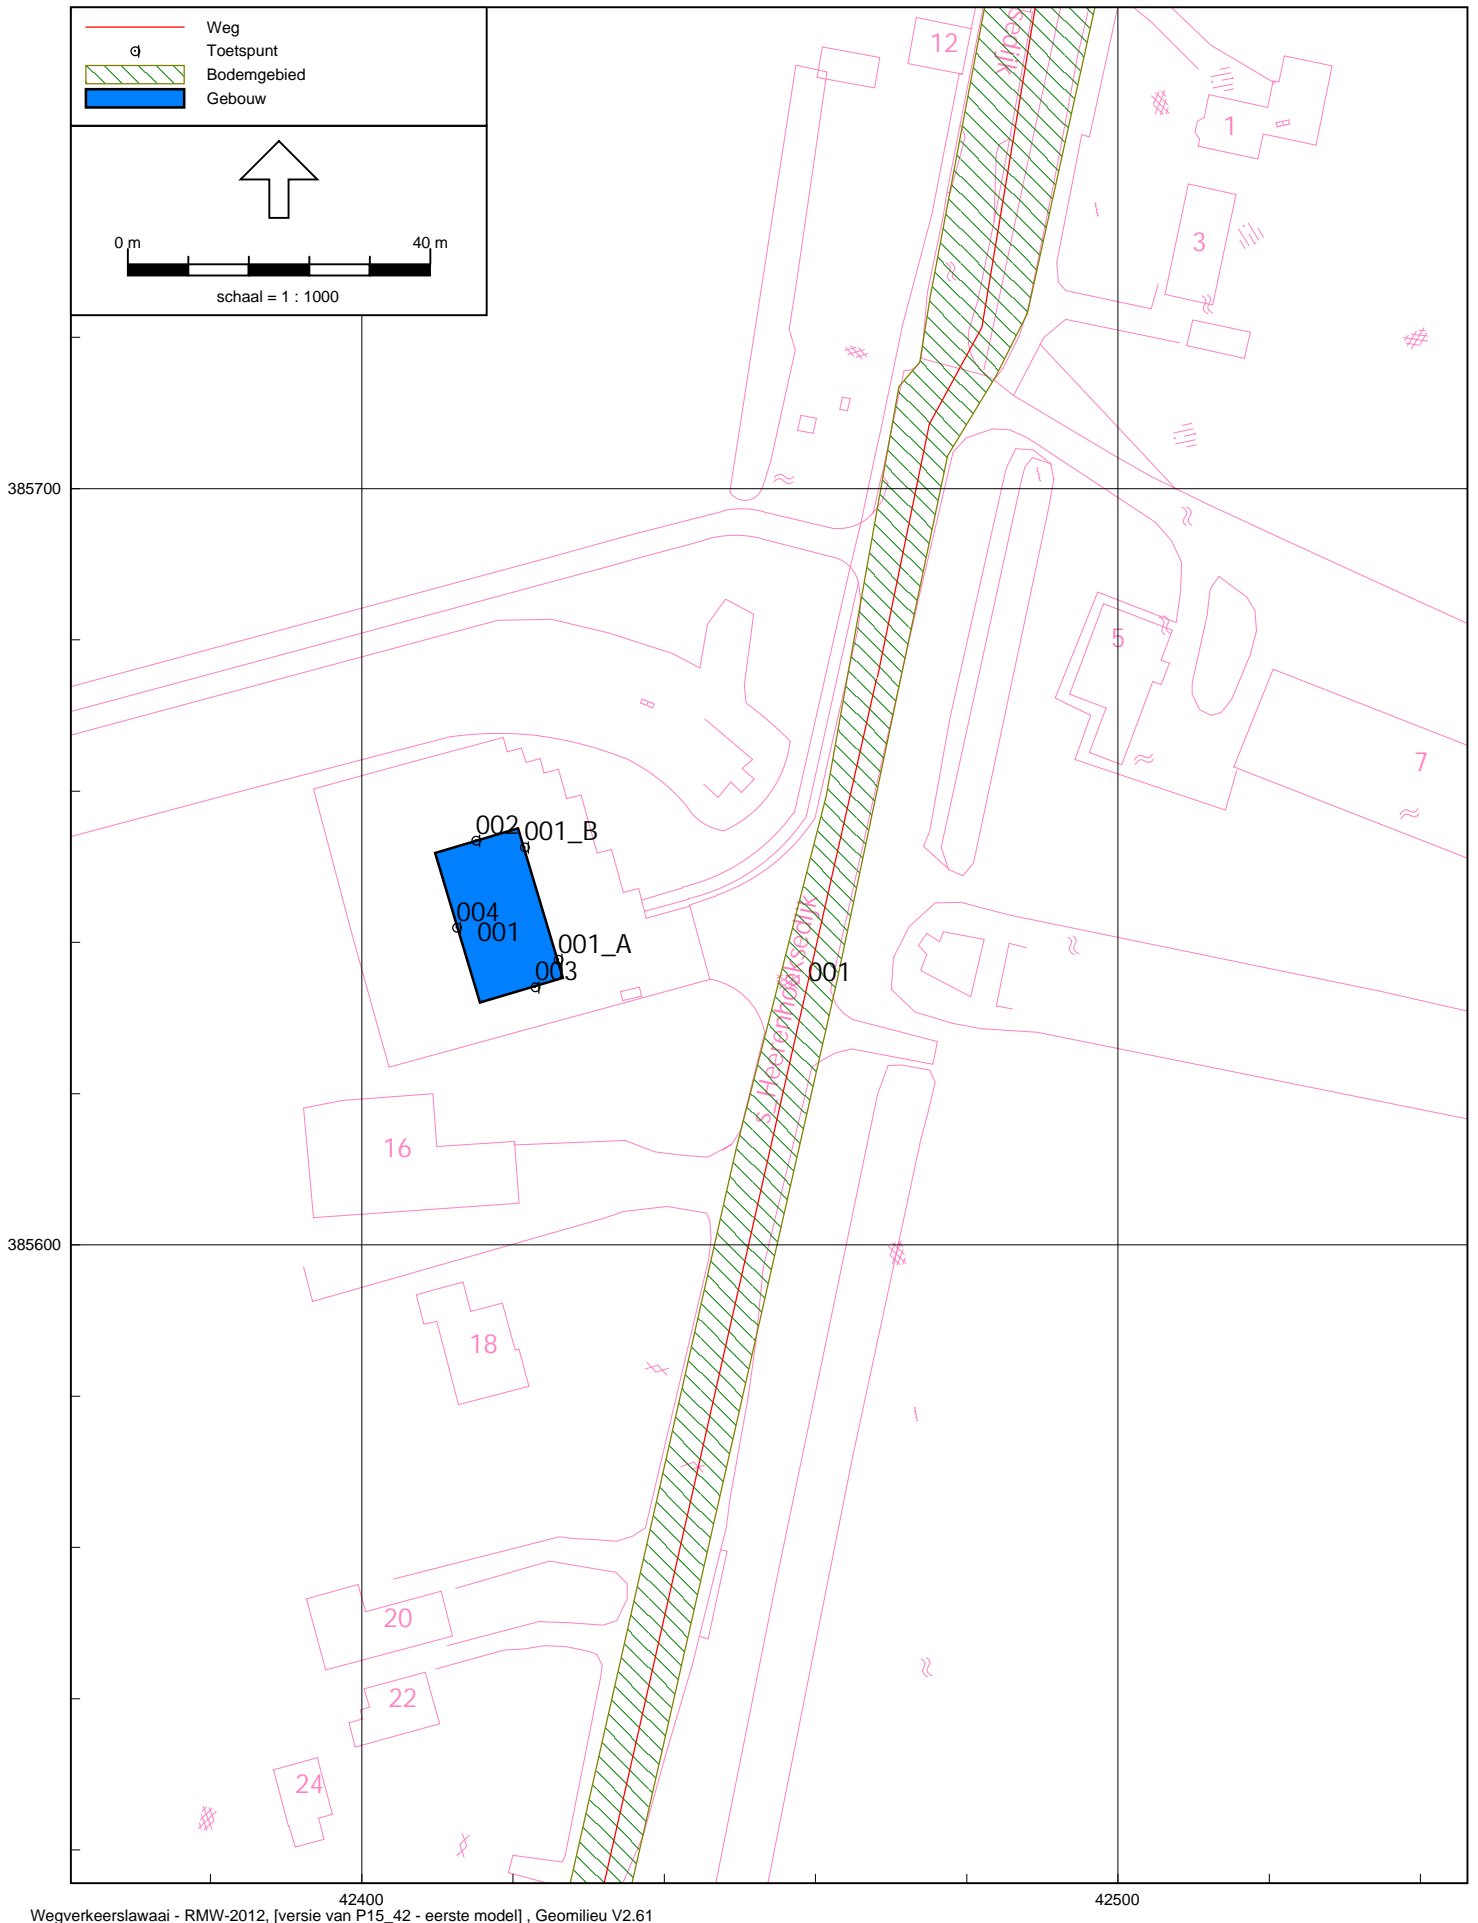 Weg
Toetspunt
Bodemgebied
Gebouw
0 m 40 m
schaal = 1 : 1000
12
sedijk
1
3
385700
5
7
002
001_B
004
001
001_A
003
001
s_Heerenhoeksedijk
16
385600
18
20
22
24
42400 42500
Wegverkeerslawaai - RMW-2012, [versie van P15_42 - eerste model] , Geomilieu V2.61